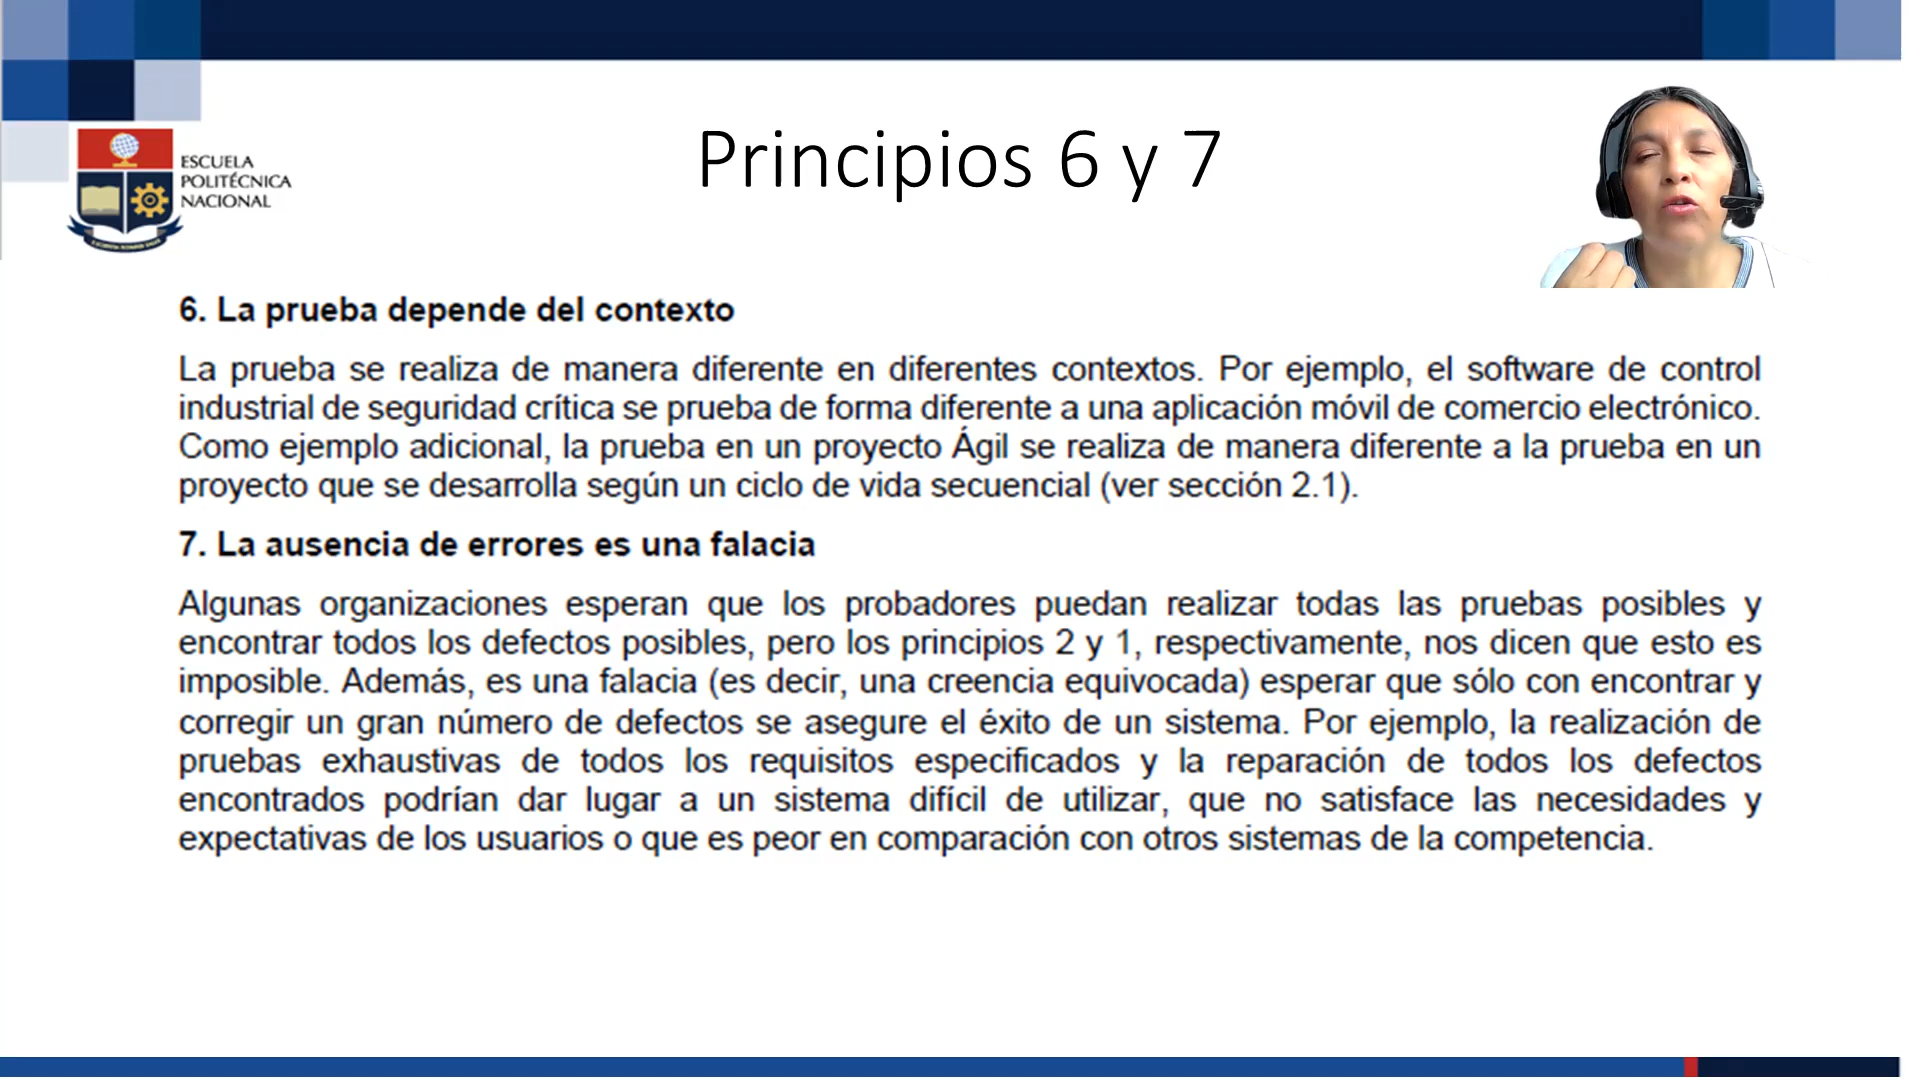 ESCUELA
POLITÉCNICA
NACIONAL
Principios 6 y 7
6. La prueba depende del contexto
La prueba se realiza de manera diferente en diferentes contextos. Por ejemplo, el software de control
industrial de seguridad crítica se prueba de forma diferente a una aplicación móvil de comercio electrónico.
Como ejemplo adicional, la prueba en un proyecto Ágil se realiza de manera diferente a la prueba en un
proyecto que se desarrolla según un ciclo de vida secuencial (ver sección 2.1).
7. La ausencia de errores es una falacia
Algunas organizaciones esperan que los probadores puedan realizar todas las pruebas posibles y
encontrar todos los defectos posibles, pero los principios 2 y 1, respectivamente, nos dicen que esto es
imposible. Además, es una falacia (es decir, una creencia equivocada) esperar que sólo con encontrar y
corregir un gran número de defectos se asegure el éxito de un sistema. Por ejemplo, la realización de
pruebas exhaustivas de todos los requisitos especificados y la reparación de todos los defectos
encontrados podrían dar lugar a un sistema difícil de utilizar, que no satisface las necesidades y
expectativas de los usuarios o que es peor en comparación con otros sistemas de la competencia.